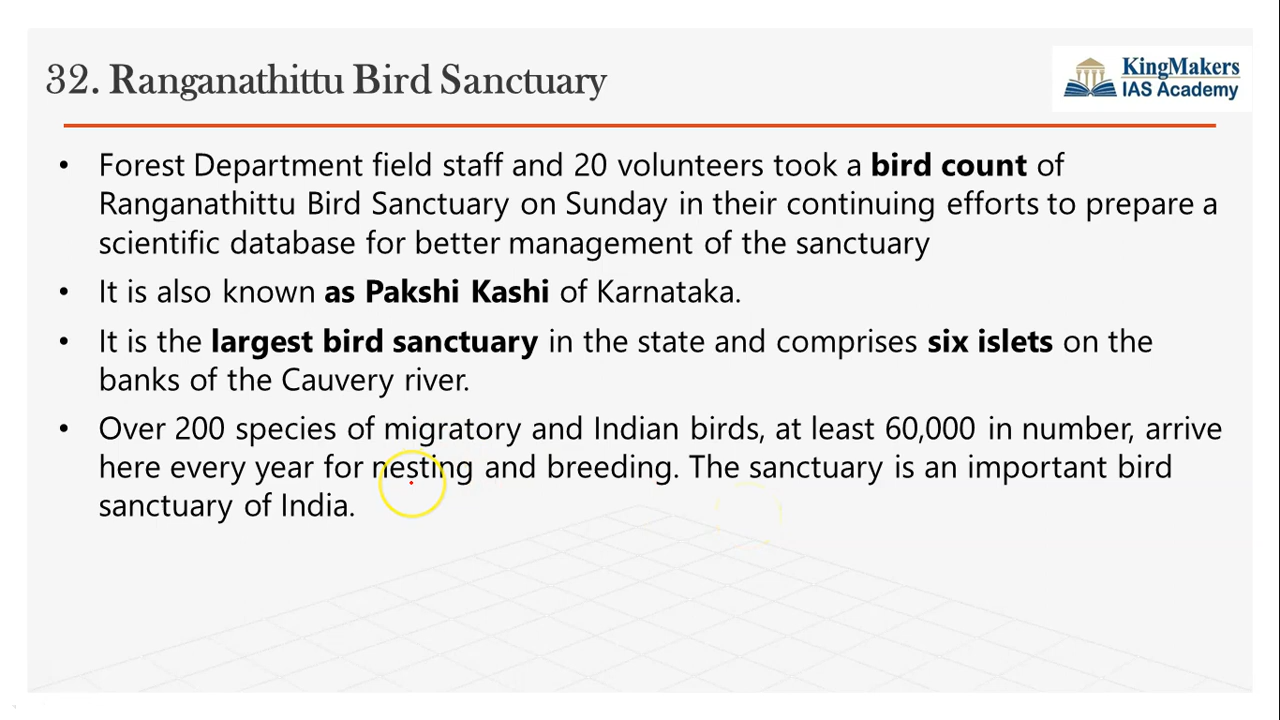 32. Ranganathittu Bird Sanctuary
KingMakers
IAS Academy
• Forest Department field staff and 20 volunteers took a bird count of
Ranganathittu Bird Sanctuary on Sunday in their continuing efforts to prepare a
scientific database for better management of the sanctuary
• It is also known as Pakshi Kashi of Karnataka.
• It is the largest bird sanctuary in the state and comprises six islets on the
banks of the Cauvery river.
• Over 200 species of migratory and Indian birds, at least 60,000 in number, arrive
here every year for nesting and breeding. The sanctuary is an important bird
sanctuary of India.